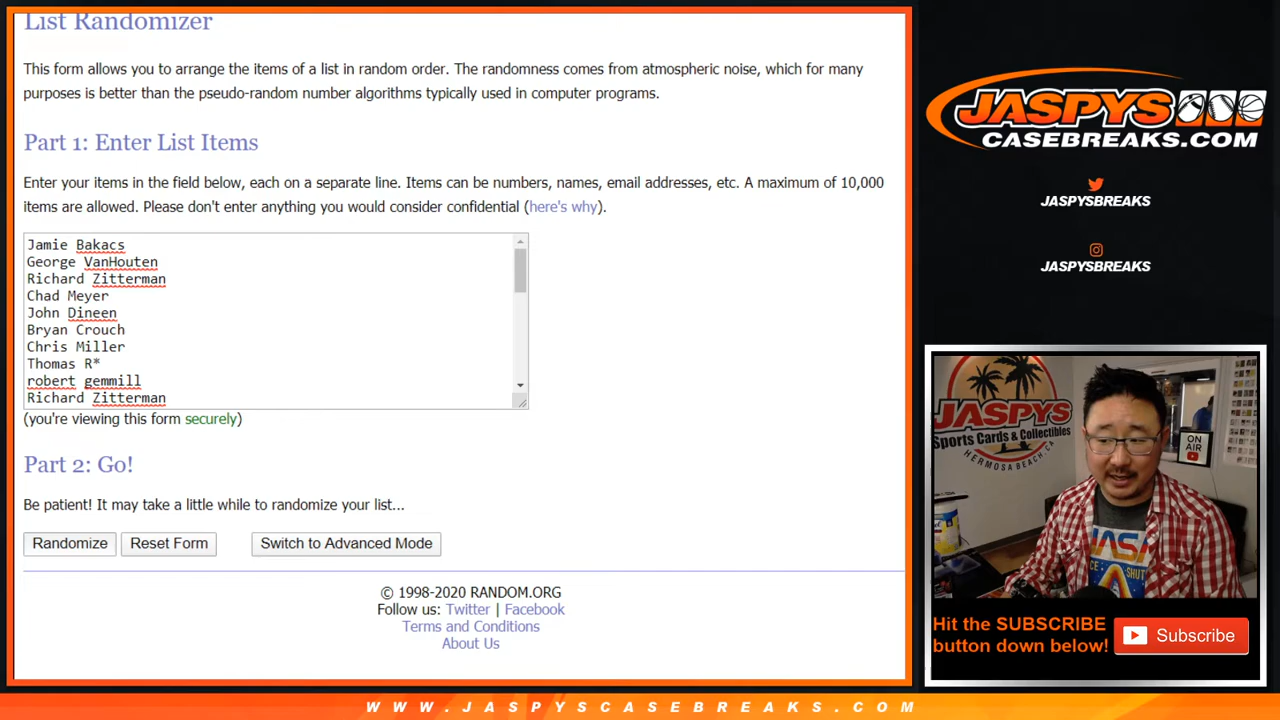 List Randomizer
This form allows you to arrange the items of a list in random order. The randomness comes from atmospheric noise, which for many
purposes is better than the pseudo-random number algorithms typically used in computer programs.
Part 1: Enter List Items
Enter your items in the field below, each on a separate line. Items can be numbers, names, email addresses, etc. A maximum of 10,000
items are allowed. Please don't enter anything you would consider confidential (here's why).
Jamie Bakacs
George VanHouten
Richard Zitterman
Chad Meyer
John Dineen
Bryan Crouch
Chris Miller
Thomas R*
robert gemmill
Richard Zitterman
(you're viewing this form securely)
Part 2: Go!
Be patient! It may take a little while to randomize your list...
Randomize
Reset Form
Switch to Advanced Mode
© 1998-2020 RANDOM.ORG
Follow us: Twitter | Facebook
Terms and Conditions
About Us
JASPYS
CASEBREAKS.COM
JASPYSBREAKS
JASPYSBREAKS
JASPYS
Sports Cards & Collectibles
HERMOSA BEACH, CA
ON
AIR
NASA
Hit the SUBSCRIBE
button down below!
Subscribe
WWW.JASPYSCASEBREAKS.COM